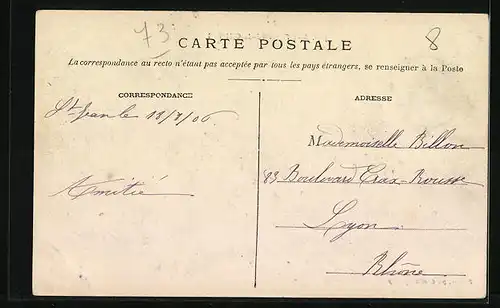 73
8
CARTE POSTALE
La correspondance au recto n'étant pas acceptée par tous les pays étrangers, se renseigner à la Poste
CORRESPONDANCE
ADRESSE
St Jean le 18/8/06
Mademoiselle Billon
83 Boulevard Croix-Rousse
Amitié
Lyon
Rhône